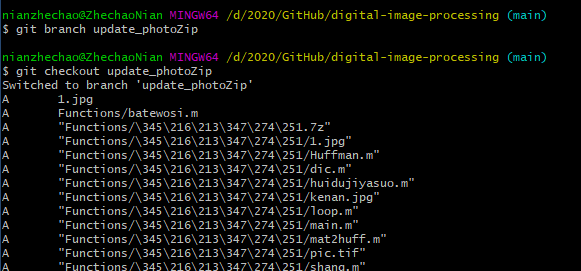 nianzhechao@ZhechaoNian MINGW64 /d/2020/GitHub/digital-image-processing (main)
$ git branch update_photoZip
nianzhechao@ZhechaoNian MINGW64 /d/2020/GitHub/digital-image-processing (main)
$ git checkout update_photoZip
Switched to branch 'update_photoZip'
A       1.jpg
A       Functions/batewosi.m
A       "Functions/\345\216\213\347\274\251.7z"
A       "Functions/\345\216\213\347\274\251/1.jpg"
A       "Functions/\345\216\213\347\274\251/Huffman.m"
A       "Functions/\345\216\213\347\274\251/dic.m"
A       "Functions/\345\216\213\347\274\251/huidujiyasuo.m"
A       "Functions/\345\216\213\347\274\251/kenan.jpg"
A       "Functions/\345\216\213\347\274\251/loop.m"
A       "Functions/\345\216\213\347\274\251/main.m"
A       "Functions/\345\216\213\347\274\251/mat2huff.m"
A       "Functions/\345\216\213\347\274\251/pic.tif"
A       "Functions/\345\216\213\347\274\251/shang.m"